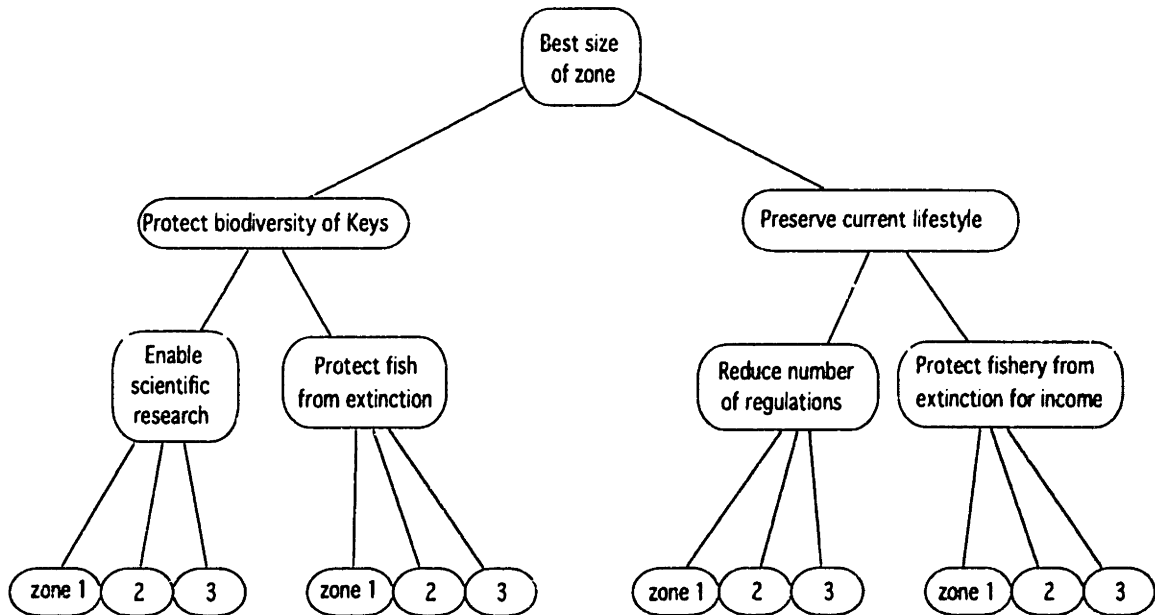 Best size
of zone
Protect biodiversity of Keys
Preserve current lifestyle
Enable
scientific
research
Protect fish
from extinction
Reduce number
of regulations
Protect fishery from
extinction for income
zone 1 2 3
zone 1 2 3
zone 1 2 3
zone 1 2 3